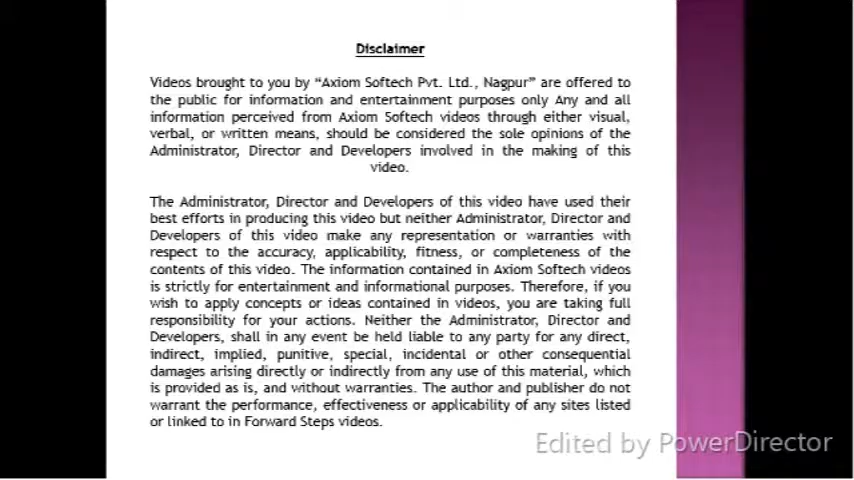 Disclaimer
Videos brought to you by “Axiom Softech Pvt. Ltd., Nagpur” are offered to
the public for information and entertainment purposes only Any and all
information perceived from Axiom Softech videos through either visual,
verbal, or written means, should be considered the sole opinions of the
Administrator, Director and Developers involved in the making of this
video.
The Administrator, Director and Developers of this video have used their
best efforts in producing this video but neither Administrator, Director and
Developers of this video make any representation or warranties with
respect to the accuracy, applicability, fitness, or completeness of the
contents of this video. The information contained in Axiom Softech videos
is strictly for entertainment and informational purposes. Therefore, if you
wish to apply concepts or ideas contained in videos, you are taking full
responsibility for your actions. Neither the Administrator, Director and
Developers, shall in any event be held liable to any party for any direct,
indirect, implied, punitive, special, incidental or other consequential
damages arising directly or indirectly from any use of this material, which
is provided as is, and without warranties. The author and publisher do not
warrant the performance, effectiveness or applicability of any sites listed
or linked to in Forward Steps videos.
Edited by PowerDirector